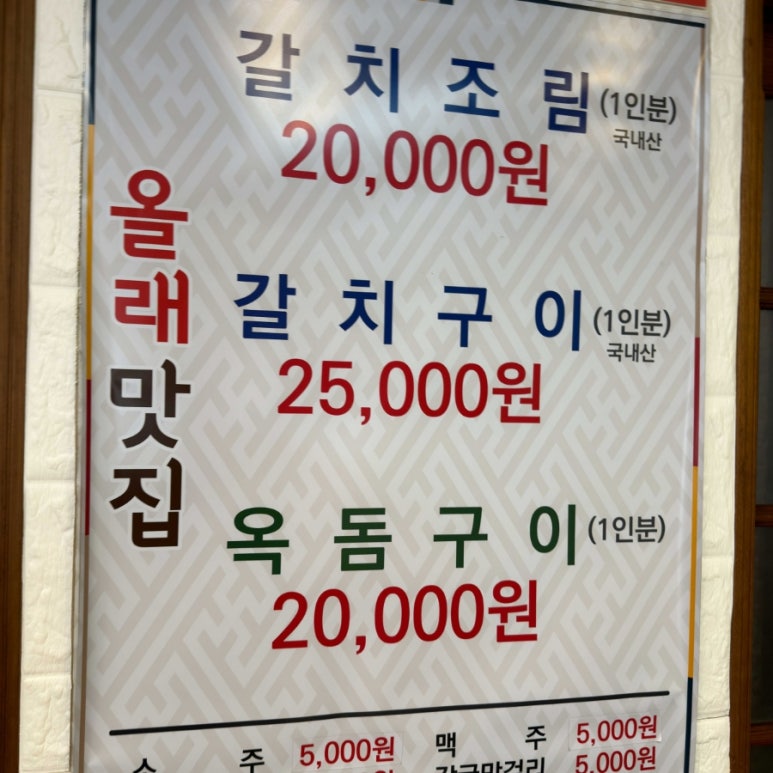 올래맛집
갈 치 조 림 (1인분)
국내산
20,000원
갈 치 구 이 (1인분)
국내산
25,000원
옥 돔 구 이 (1인분)
20,000원
소 주 5,000원 맥 주 5,000원
5,000원